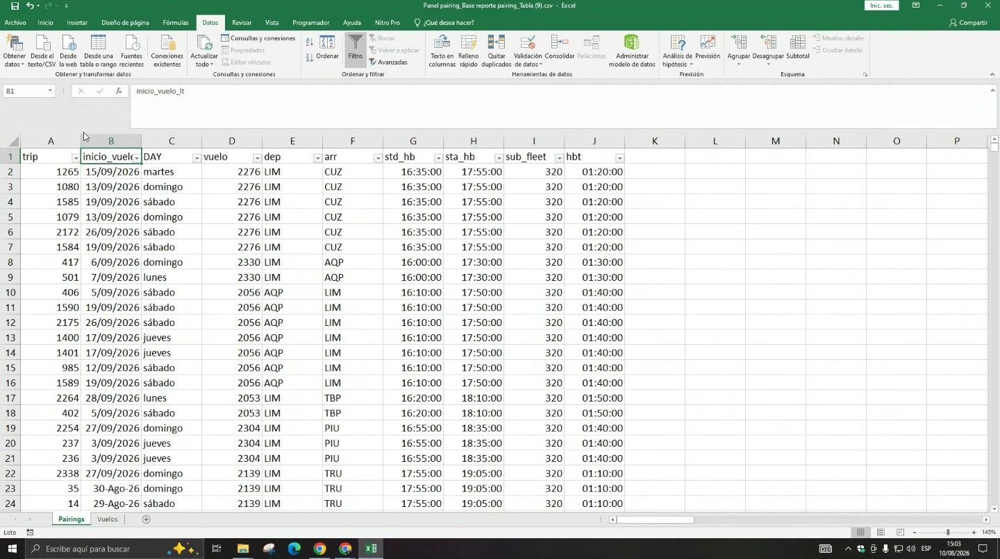 Panel pairing_Base reporte pairing_Tabla (9).csv - Excel
Inic. ses.
Archivo Inicio Insertar Diseño de página Fórmulas Datos Revisar Vista Programador Ayuda Nitro Pro ¿Qué desea hacer? Compartir
Obtener datos Desde el texto/CSV Desde la web Desde una tabla o rango Fuentes recientes Conexiones existentes
Obtener y transformar datos
Actualizar todo Consultas y conexiones Propiedades Editar vínculos
Consultas y conexiones
Ordenar Filtro Borrar Volver a aplicar Avanzadas
Ordenar y filtrar
Texto en columnas Relleno rápido Quitar duplicados Validación de datos Consolidar Relaciones Administrar modelo de datos
Herramientas de datos
Análisis de hipótesis Previsión
Previsión
Agrupar Desagrupar Subtotal Mostrar detalle Ocultar detalle
Esquema
B1 fx inicio_vuelo_lt
A B C D E F G H I J K L M N O P
1 trip inicio_vuelo DAY vuelo dep arr std_hb sta_hb sub_fleet hbt
2 1265 15/09/2026 martes 2276 LIM CUZ 16:35:00 17:55:00 320 01:20:00
3 1080 13/09/2026 domingo 2276 LIM CUZ 16:35:00 17:55:00 320 01:20:00
4 1585 19/09/2026 sábado 2276 LIM CUZ 16:35:00 17:55:00 320 01:20:00
5 1079 13/09/2026 domingo 2276 LIM CUZ 16:35:00 17:55:00 320 01:20:00
6 2172 26/09/2026 sábado 2276 LIM CUZ 16:35:00 17:55:00 320 01:20:00
7 1584 19/09/2026 sábado 2276 LIM CUZ 16:35:00 17:55:00 320 01:20:00
8 417 6/09/2026 domingo 2330 LIM AQP 16:00:00 17:30:00 320 01:30:00
9 501 7/09/2026 lunes 2330 LIM AQP 16:00:00 17:30:00 320 01:30:00
10 406 5/09/2026 sábado 2056 AQP LIM 16:10:00 17:50:00 320 01:40:00
11 1590 19/09/2026 sábado 2056 AQP LIM 16:10:00 17:50:00 320 01:40:00
12 2175 26/09/2026 sábado 2056 AQP LIM 16:10:00 17:50:00 320 01:40:00
13 1400 17/09/2026 jueves 2056 AQP LIM 16:10:00 17:50:00 320 01:40:00
14 1401 17/09/2026 jueves 2056 AQP LIM 16:10:00 17:50:00 320 01:40:00
15 985 12/09/2026 sábado 2056 AQP LIM 16:10:00 17:50:00 320 01:40:00
16 1589 19/09/2026 sábado 2056 AQP LIM 16:10:00 17:50:00 320 01:40:00
17 2264 28/09/2026 lunes 2053 LIM TBP 16:20:00 18:10:00 320 01:50:00
18 402 5/09/2026 sábado 2053 LIM TBP 16:20:00 18:10:00 320 01:50:00
19 2254 27/09/2026 domingo 2304 LIM PIU 16:55:00 18:35:00 320 01:40:00
20 237 3/09/2026 jueves 2304 LIM PIU 16:55:00 18:35:00 320 01:40:00
21 236 3/09/2026 jueves 2304 LIM PIU 16:55:00 18:35:00 320 01:40:00
22 2338 27/09/2026 domingo 2139 LIM TRU 17:55:00 19:05:00 320 01:10:00
23 35 30-Ago-26 domingo 2139 LIM TRU 17:55:00 19:05:00 320 01:10:00
24 14 29-Ago-26 sábado 2139 LIM TRU 17:55:00 19:05:00 320 01:10:00
Pairings Vuelos
Listo 145%
Escribe aquí para buscar ESP 15:03
10/08/2026